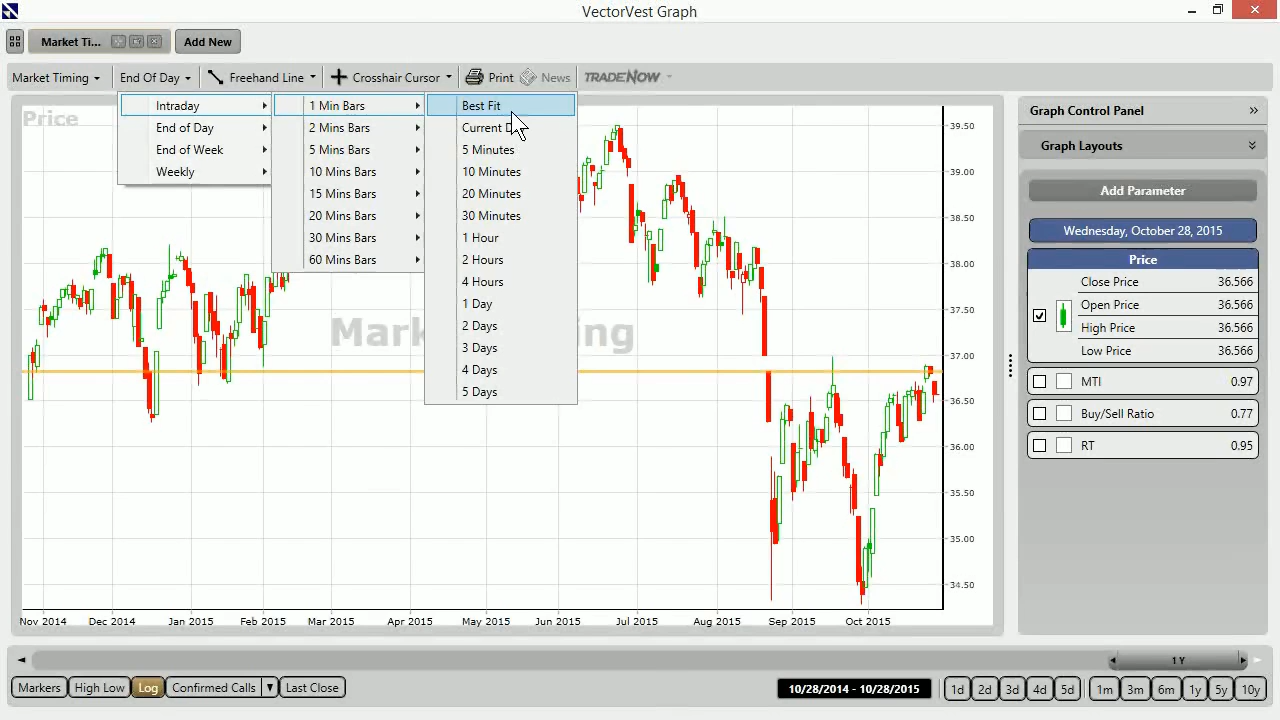 VectorVest Graph
Market Ti...
Add New
Market Timing
End Of Day
Freehand Line
Crosshair Cursor
Print
News
TRADENOW
Price
Intraday
End of Day
End of Week
Weekly
1 Min Bars
2 Mins Bars
5 Mins Bars
10 Mins Bars
15 Mins Bars
20 Mins Bars
30 Mins Bars
60 Mins Bars
Best Fit
Current
5 Minutes
10 Minutes
20 Minutes
30 Minutes
1 Hour
2 Hours
4 Hours
1 Day
2 Days
3 Days
4 Days
5 Days
39.50
39.00
38.50
38.00
37.50
37.00
36.50
36.00
35.50
35.00
34.50
Nov 2014
Dec 2014
Jan 2015
Feb 2015
Mar 2015
Apr 2015
May 2015
Jun 2015
Jul 2015
Aug 2015
Sep 2015
Oct 2015
Graph Control Panel
Graph Layouts
Add Parameter
Wednesday, October 28, 2015
Price
Close Price 36.566
Open Price 36.566
High Price 36.566
Low Price 36.566
MTI 0.97
Buy/Sell Ratio 0.77
RT 0.95
1 Y
Markers
High Low
Log
Confirmed Calls
Last Close
10/28/2014 - 10/28/2015
1d
2d
3d
4d
5d
1m
3m
6m
1y
5y
10y